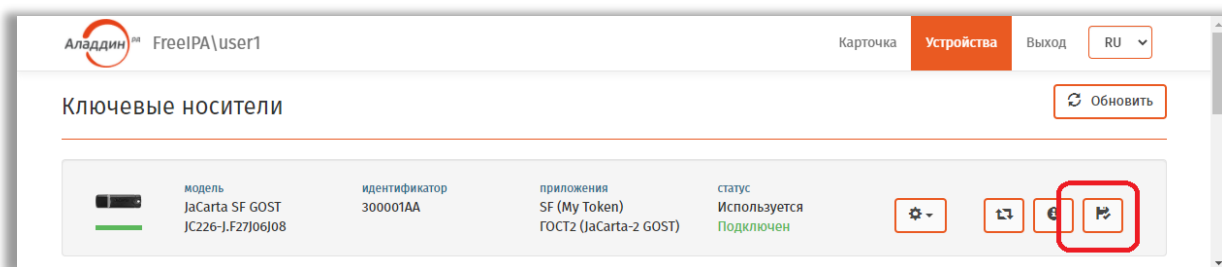 Аладдин РД FreeIPA\user1 Карточка Устройства Выход RU
Ключевые носители Обновить
модель идентификатор приложения статус
JaCarta SF GOST 300001AA SF (My Token) Используется
JC226-J.F27J06J08 ГОСТ2 (JaCarta-2 GOST) Подключен